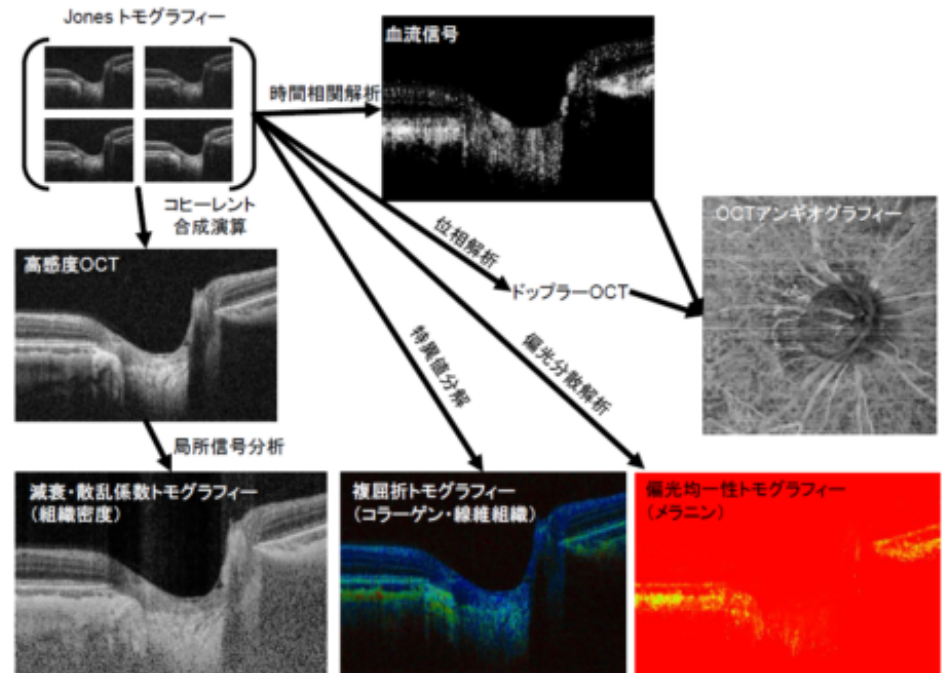 Jones トモグラフィー
血流信号
時間相関解析
コヒーレント
合成演算
OCTアンギオグラフィー
位相解析
高感度OCT
ドップラーOCT
特異値分解
偏光分散解析
局所信号分析
減衰・散乱係数トモグラフィー
（組織密度）
複屈折トモグラフィー
（コラーゲン・線維組織）
偏光均一性トモグラフィー
（メラニン）